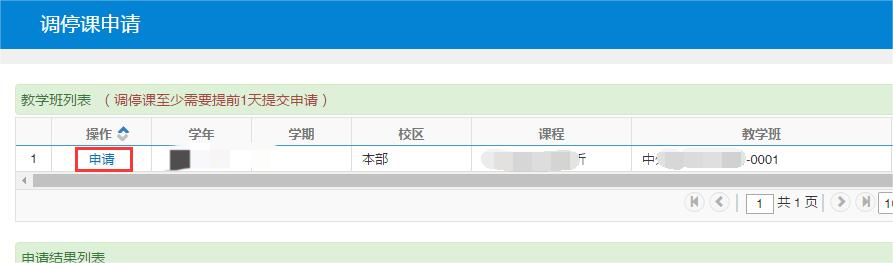 调停课申请
教学班列表 （调停课至少需要提前1天提交申请）
操作 学年 学期 校区 课程 教学班
1 申请 本部 -0001
1 共 1 页
申请结果列表